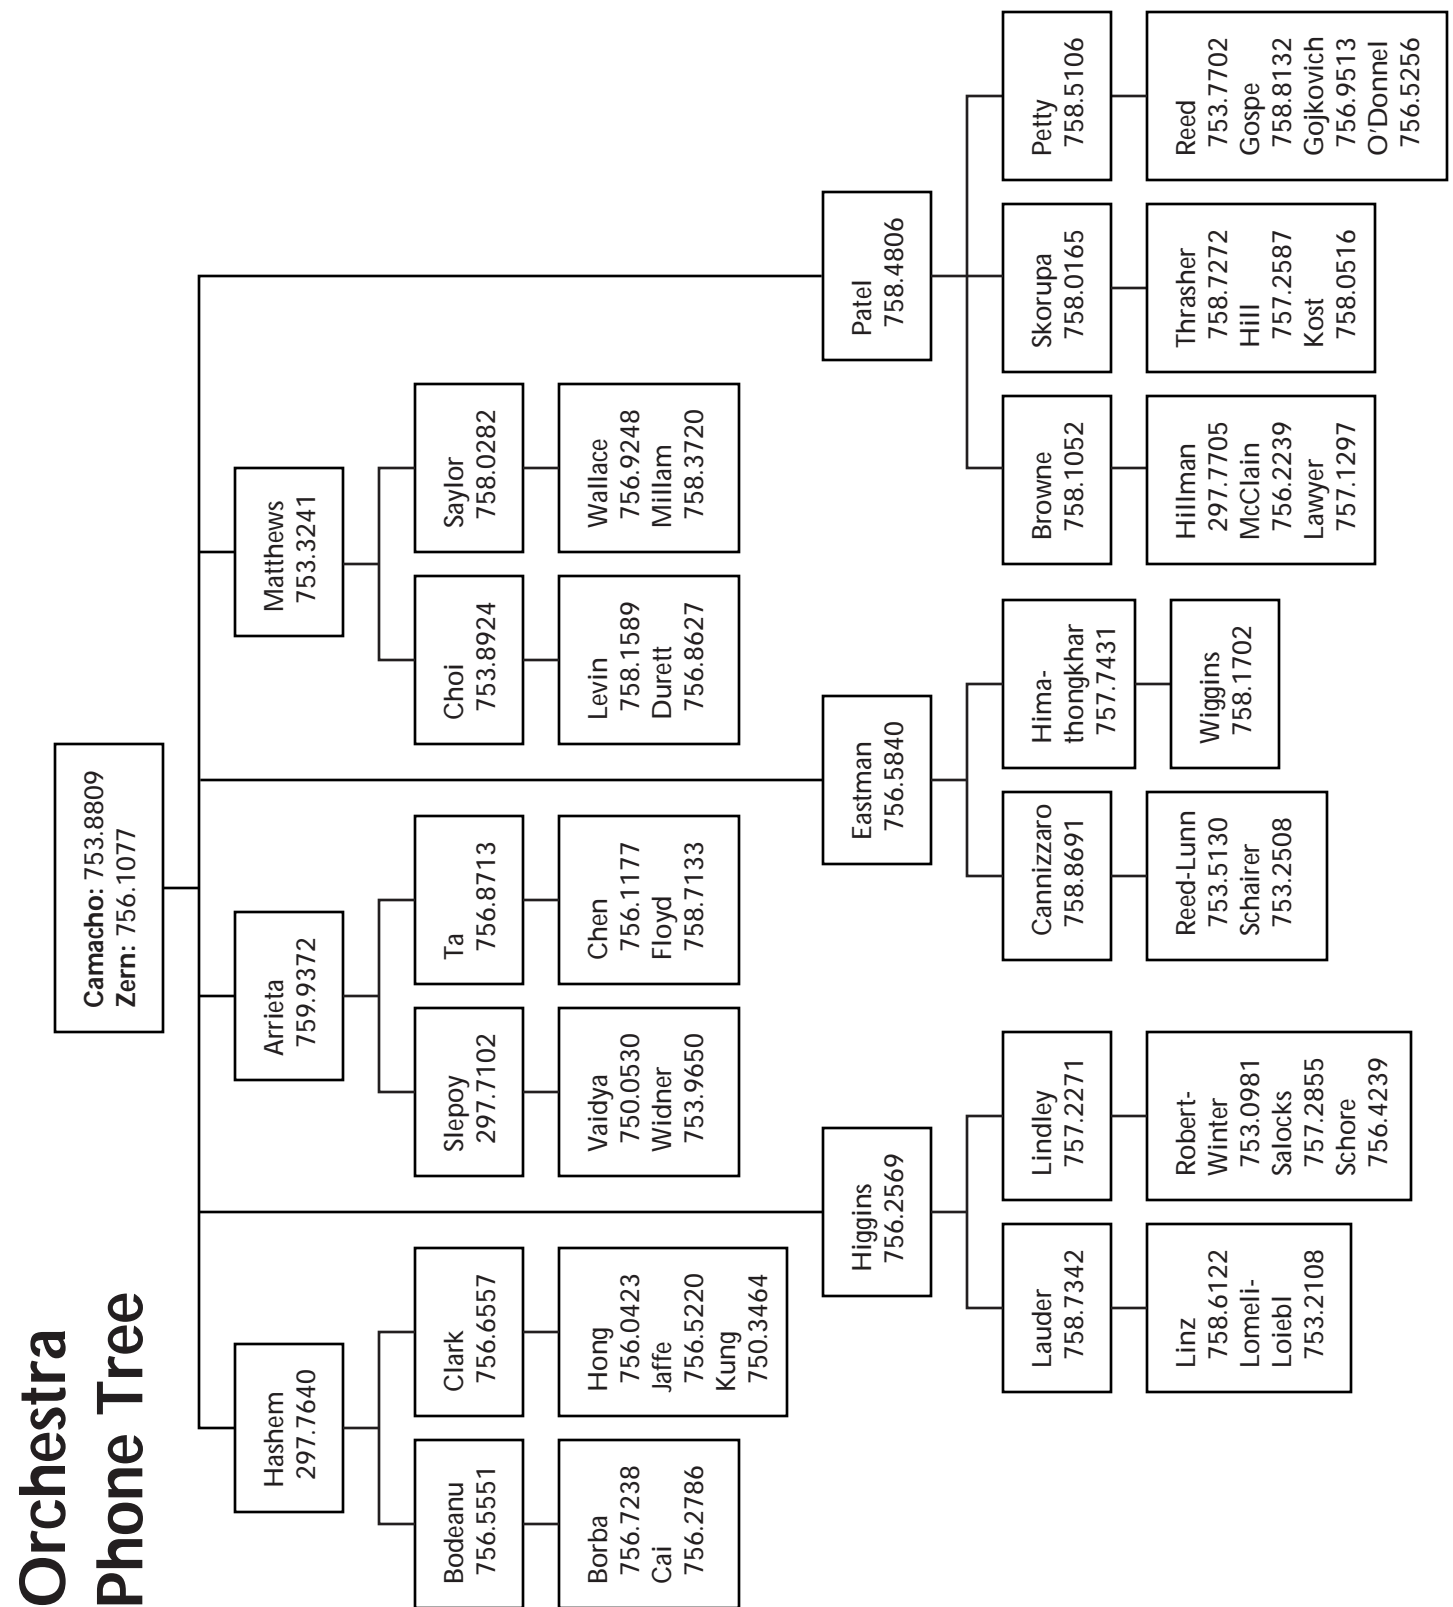 Orchestra
Phone Tree
Camacho: 753.8809
Zern: 756.1077
Hashem
297.7640
Bodeanu
756.5551
Borba
756.7238
Cai
756.2786
Clark
756.6557
Hong
756.0423
Jaffe
756.5220
Kung
750.3464
Higgins
756.2569
Lauder
758.7342
Linz
758.6122
Lomeli-
Loiebl
753.2108
Lindley
757.2271
Robert-
Winter
753.0981
Salocks
757.2855
Schore
756.4239
Arrieta
759.9372
Slepoy
297.7102
Vaidya
750.0530
Widner
753.9650
Ta
756.8713
Chen
756.1177
Floyd
758.7133
Eastman
756.5840
Cannizzaro
758.8691
Reed-Lunn
753.5130
Schairer
753.2508
Hima-
thongkhar
757.7431
Wiggins
758.1702
Matthews
753.3241
Choi
753.8924
Levin
758.1589
Durett
756.8627
Saylor
758.0282
Wallace
756.9248
Millam
758.3720
Patel
758.4806
Browne
758.1052
Hillman
297.7705
McClain
756.2239
Lawyer
757.1297
Skorupa
758.0165
Thrasher
758.7272
Hill
757.2587
Kost
758.0516
Petty
758.5106
Reed
753.7702
Gospe
758.8132
Gojkovich
756.9513
O'Donnel
756.5256